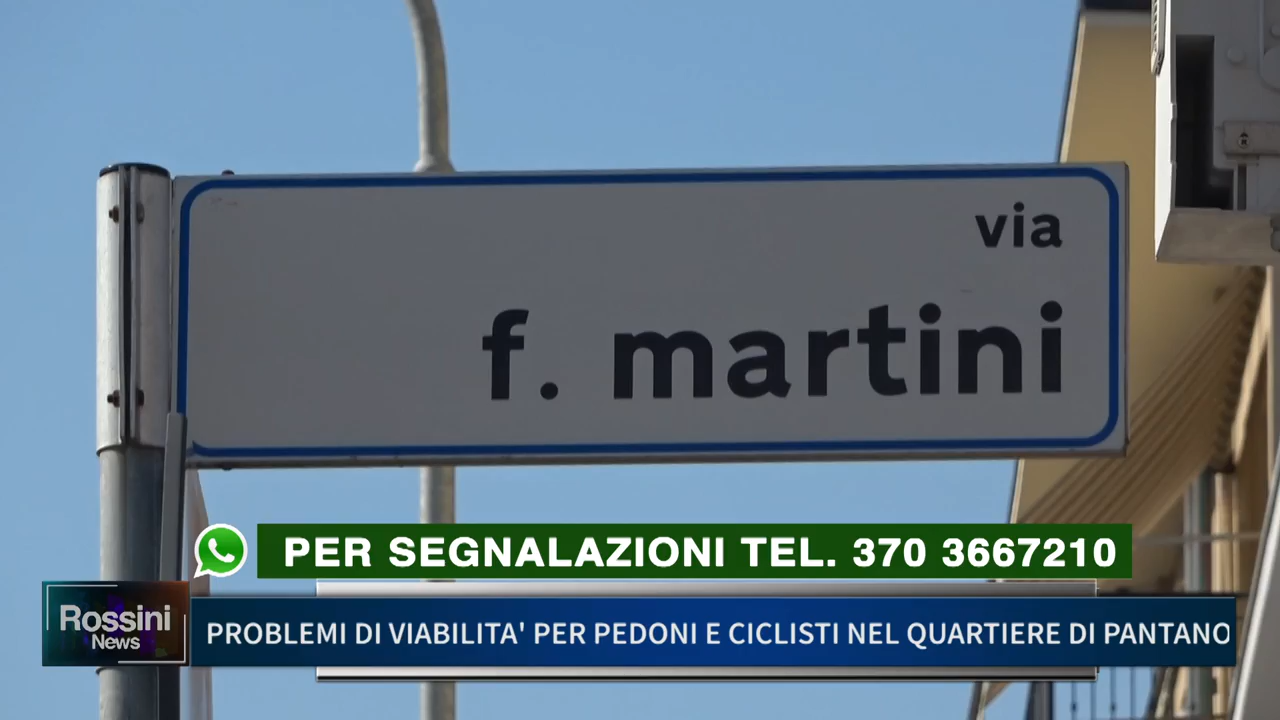 via
f. martini
PER SEGNALAZIONI TEL. 370 3667210
Rossini
News
PROBLEMI DI VIABILITA' PER PEDONI E CICLISTI NEL QUARTIERE DI PANTANO